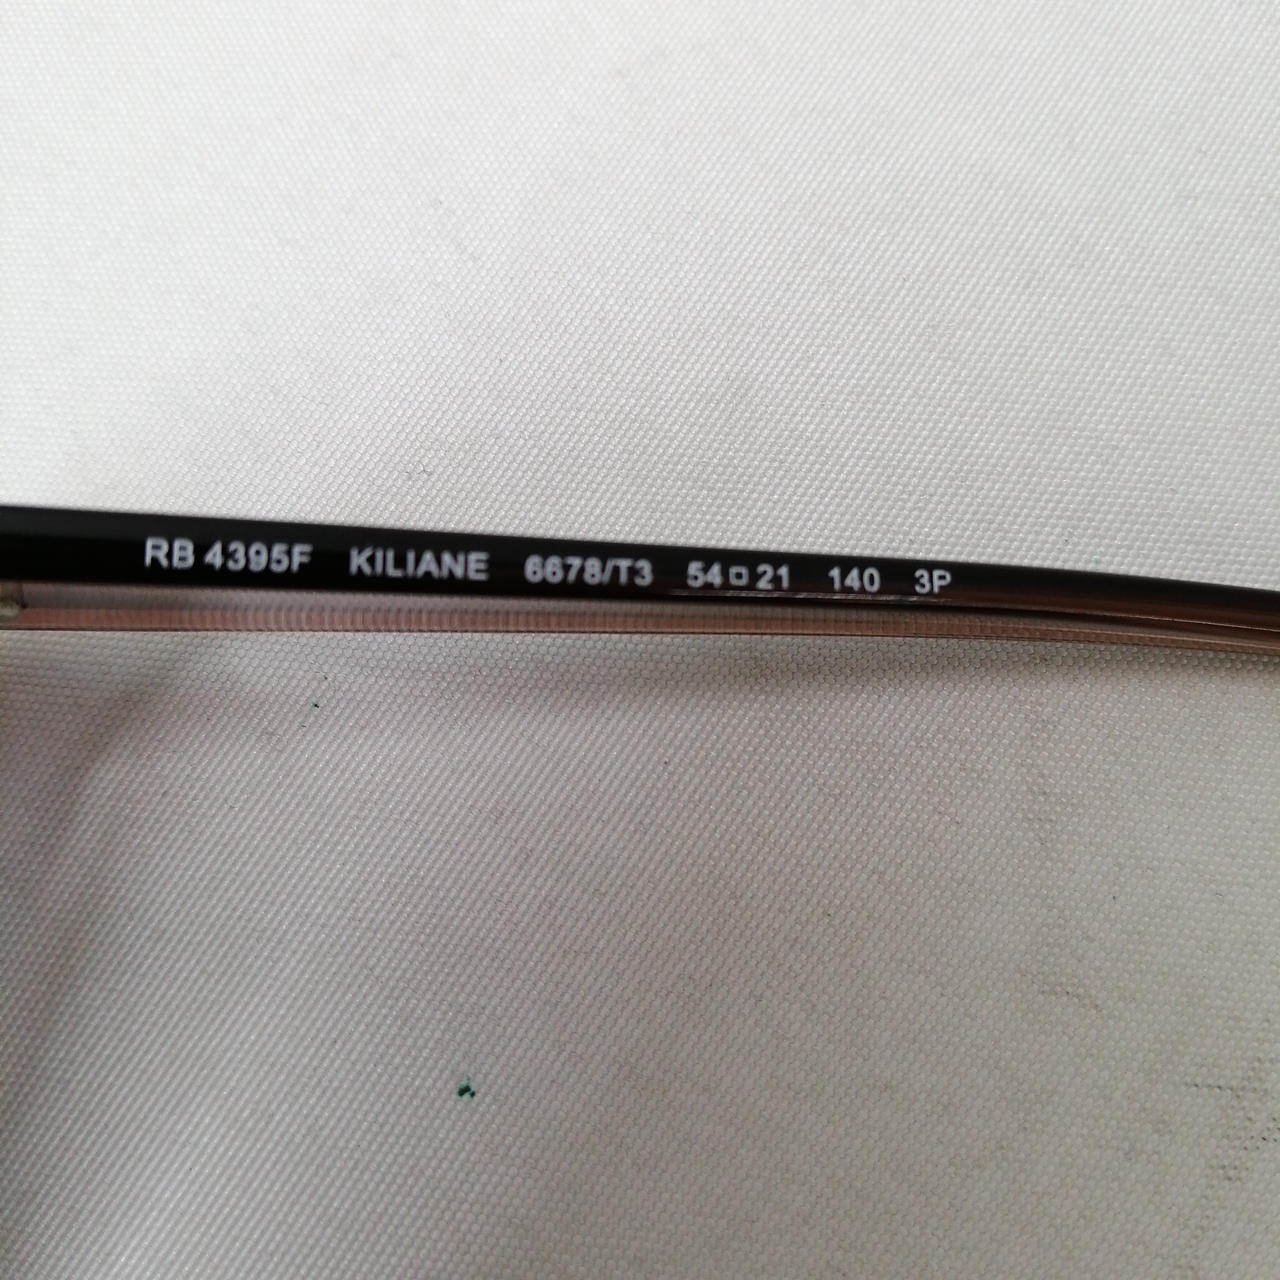 RB 4395F KILIANE 6678/T3 54□21 140 3P